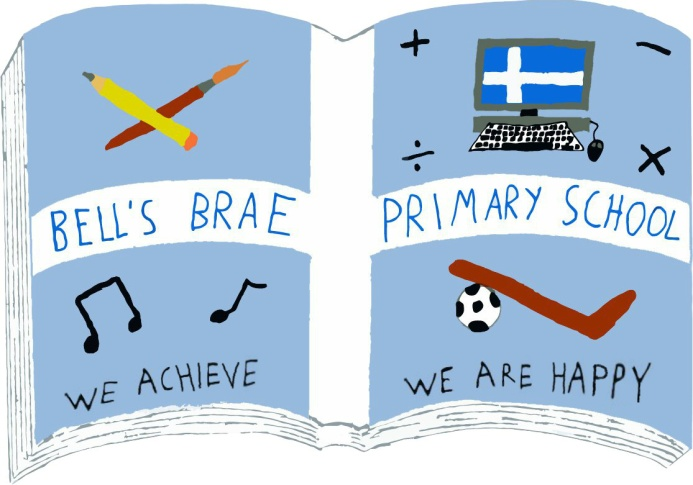 BELL'S BRAE PRIMARY SCHOOL
WE ACHIEVE WE ARE HAPPY